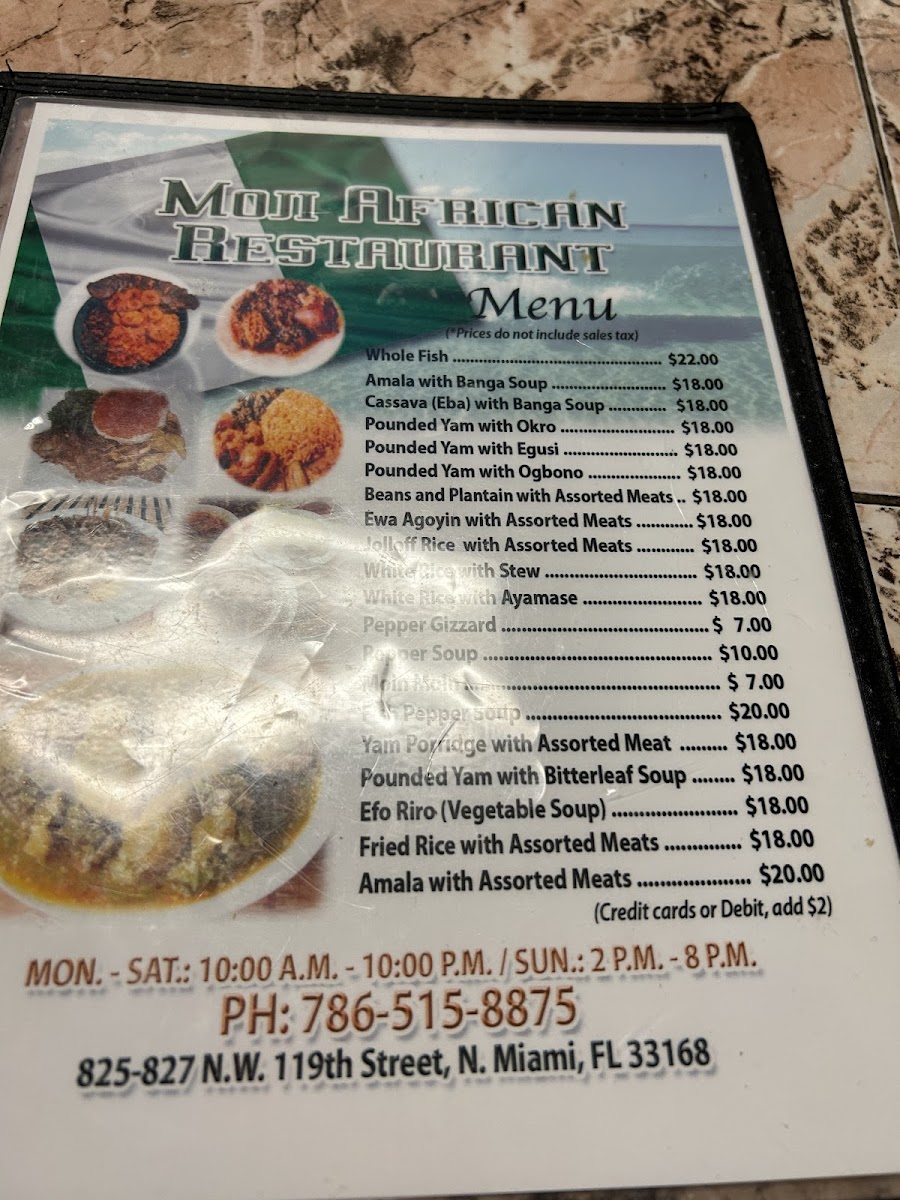 MOJI AFRICAN
RESTAURANT
Menu
(*Prices do not include sales tax)
Whole Fish ........................................................ $22.00
Amala with Banga Soup ............................. $18.00
Cassava (Eba) with Banga Soup .............. $18.00
Pounded Yam with Okro ............................ $18.00
Pounded Yam with Egusi ............................ $18.00
Pounded Yam with Ogbono ...................... $18.00
Beans and Plantain with Assorted Meats .. $18.00
Ewa Agoyin with Assorted Meats ............ $18.00
Jolloff Rice with Assorted Meats ............ $18.00
White Rice with Stew ................................ $18.00
White Rice with Ayamase ......................... $18.00
Pepper Gizzard ........................................... $ 7.00
Pepper Soup ............................................... $10.00
Moin Moin ................................................ $ 7.00
Fish Pepper Soup ....................................... $20.00
Yam Porridge with Assorted Meat ......... $18.00
Pounded Yam with Bitterleaf Soup ........ $18.00
Efo Riro (Vegetable Soup) ....................... $18.00
Fried Rice with Assorted Meats .............. $18.00
Amala with Assorted Meats .................... $20.00
(Credit cards or Debit, add $2)
MON. - SAT.: 10:00 A.M. - 10:00 P.M. / SUN.: 2 P.M. - 8 P.M.
PH: 786-515-8875
825-827 N.W. 119th Street, N. Miami, FL 33168